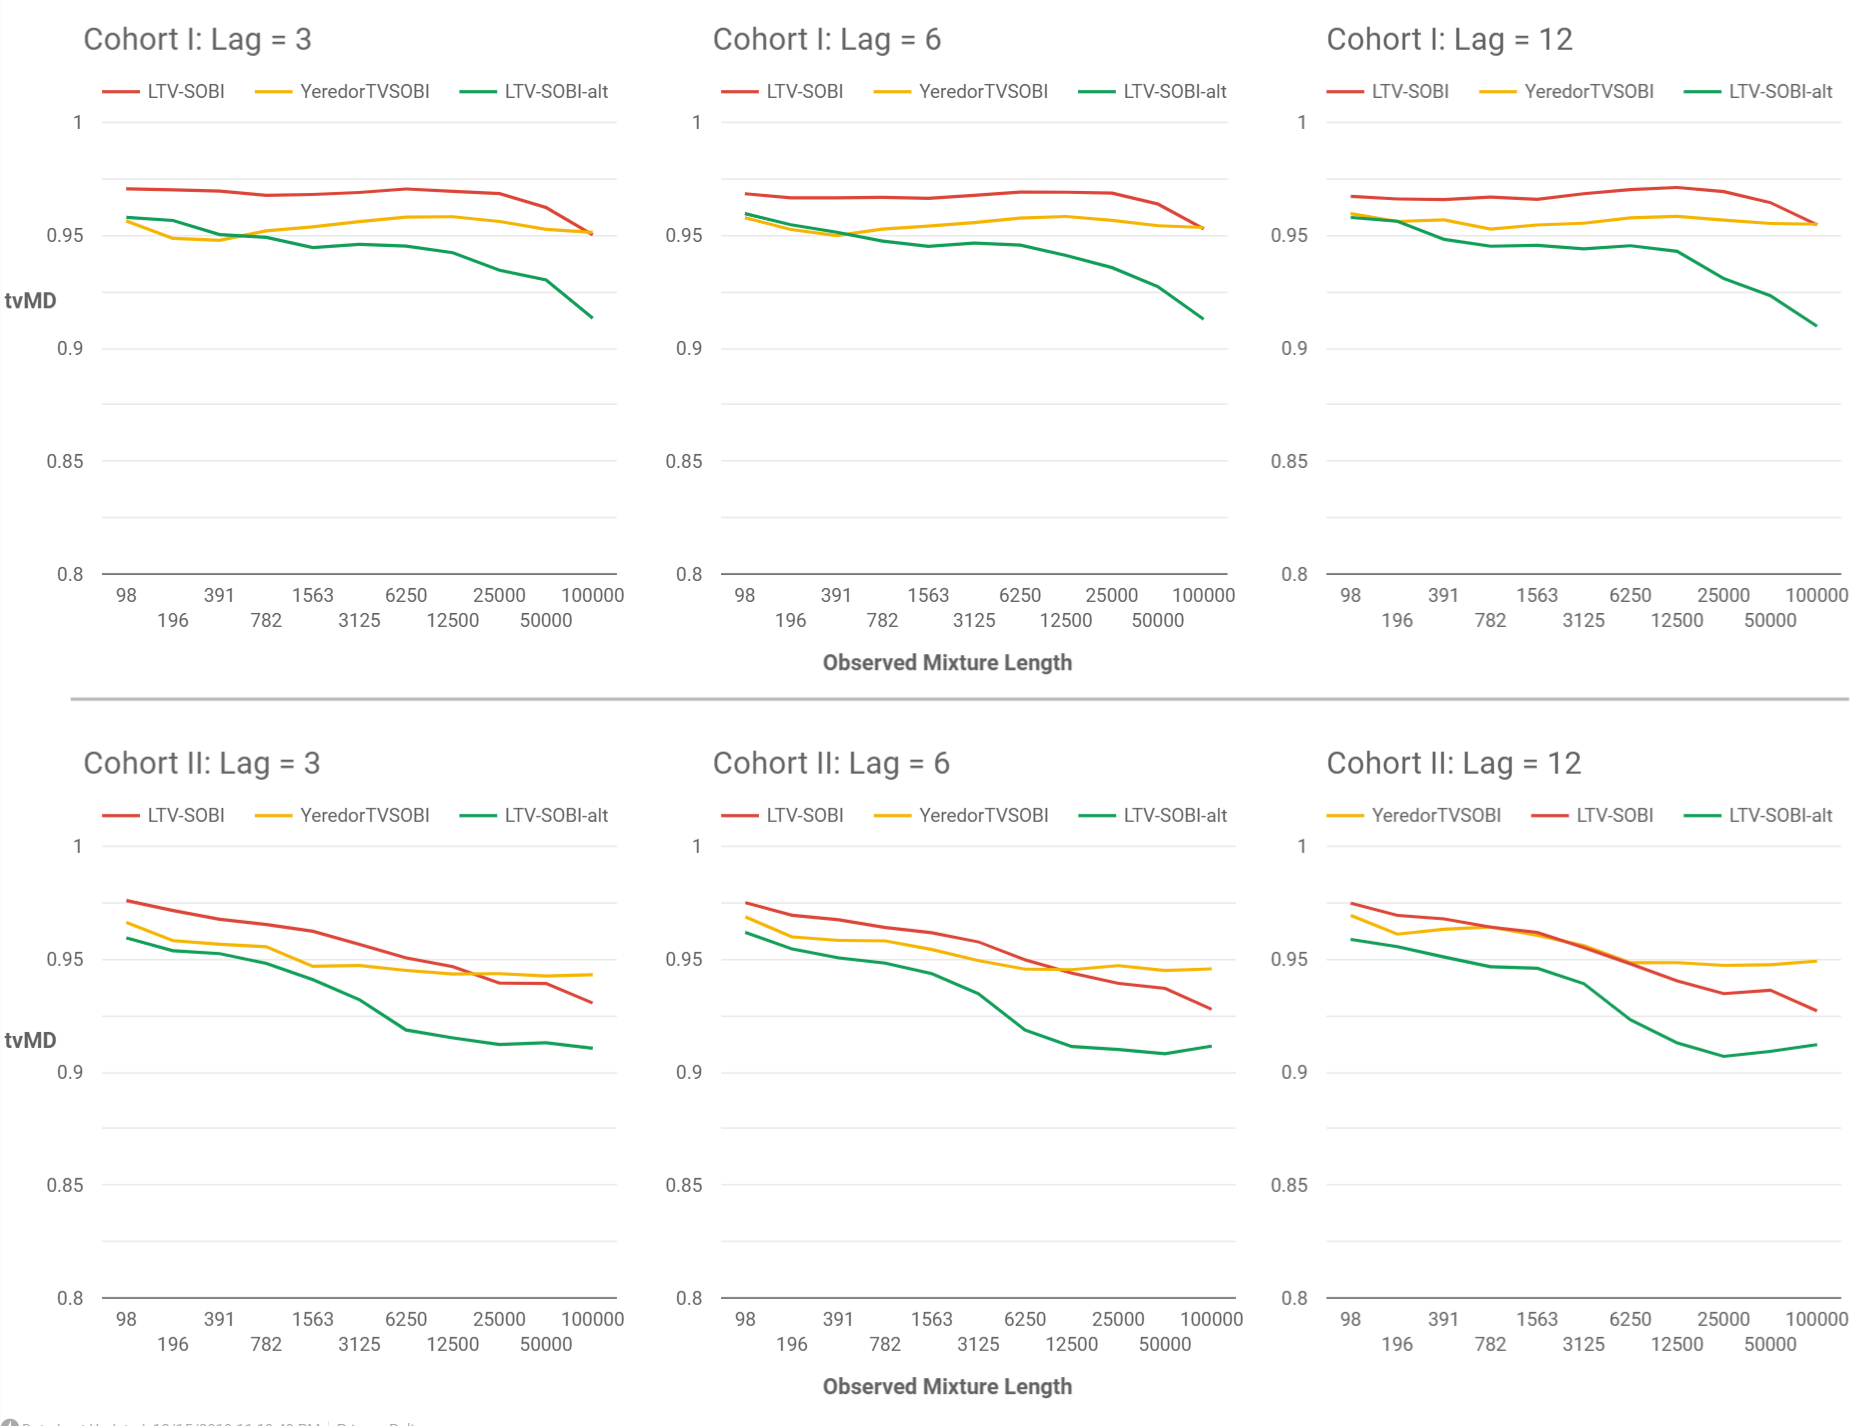 Cohort I: Lag = 3
LTV-SOBI YeredorTVSOBI LTV-SOBI-alt
1
0.95
tvMD
0.9
0.85
0.8
98 391 1563 6250 25000 100000
196 782 3125 12500 50000
Cohort I: Lag = 6
LTV-SOBI YeredorTVSOBI LTV-SOBI-alt
1
0.95
0.9
0.85
0.8
98 391 1563 6250 25000 100000
196 782 3125 12500 50000
Cohort I: Lag = 12
LTV-SOBI YeredorTVSOBI LTV-SOBI-alt
1
0.95
0.9
0.85
0.8
98 391 1563 6250 25000 100000
196 782 3125 12500 50000
Observed Mixture Length
Cohort II: Lag = 3
LTV-SOBI YeredorTVSOBI LTV-SOBI-alt
1
0.95
tvMD
0.9
0.85
0.8
98 391 1563 6250 25000 100000
196 782 3125 12500 50000
Cohort II: Lag = 6
LTV-SOBI YeredorTVSOBI LTV-SOBI-alt
1
0.95
0.9
0.85
0.8
98 391 1563 6250 25000 100000
196 782 3125 12500 50000
Cohort II: Lag = 12
YeredorTVSOBI LTV-SOBI LTV-SOBI-alt
1
0.95
0.9
0.85
0.8
98 391 1563 6250 25000 100000
196 782 3125 12500 50000
Observed Mixture Length